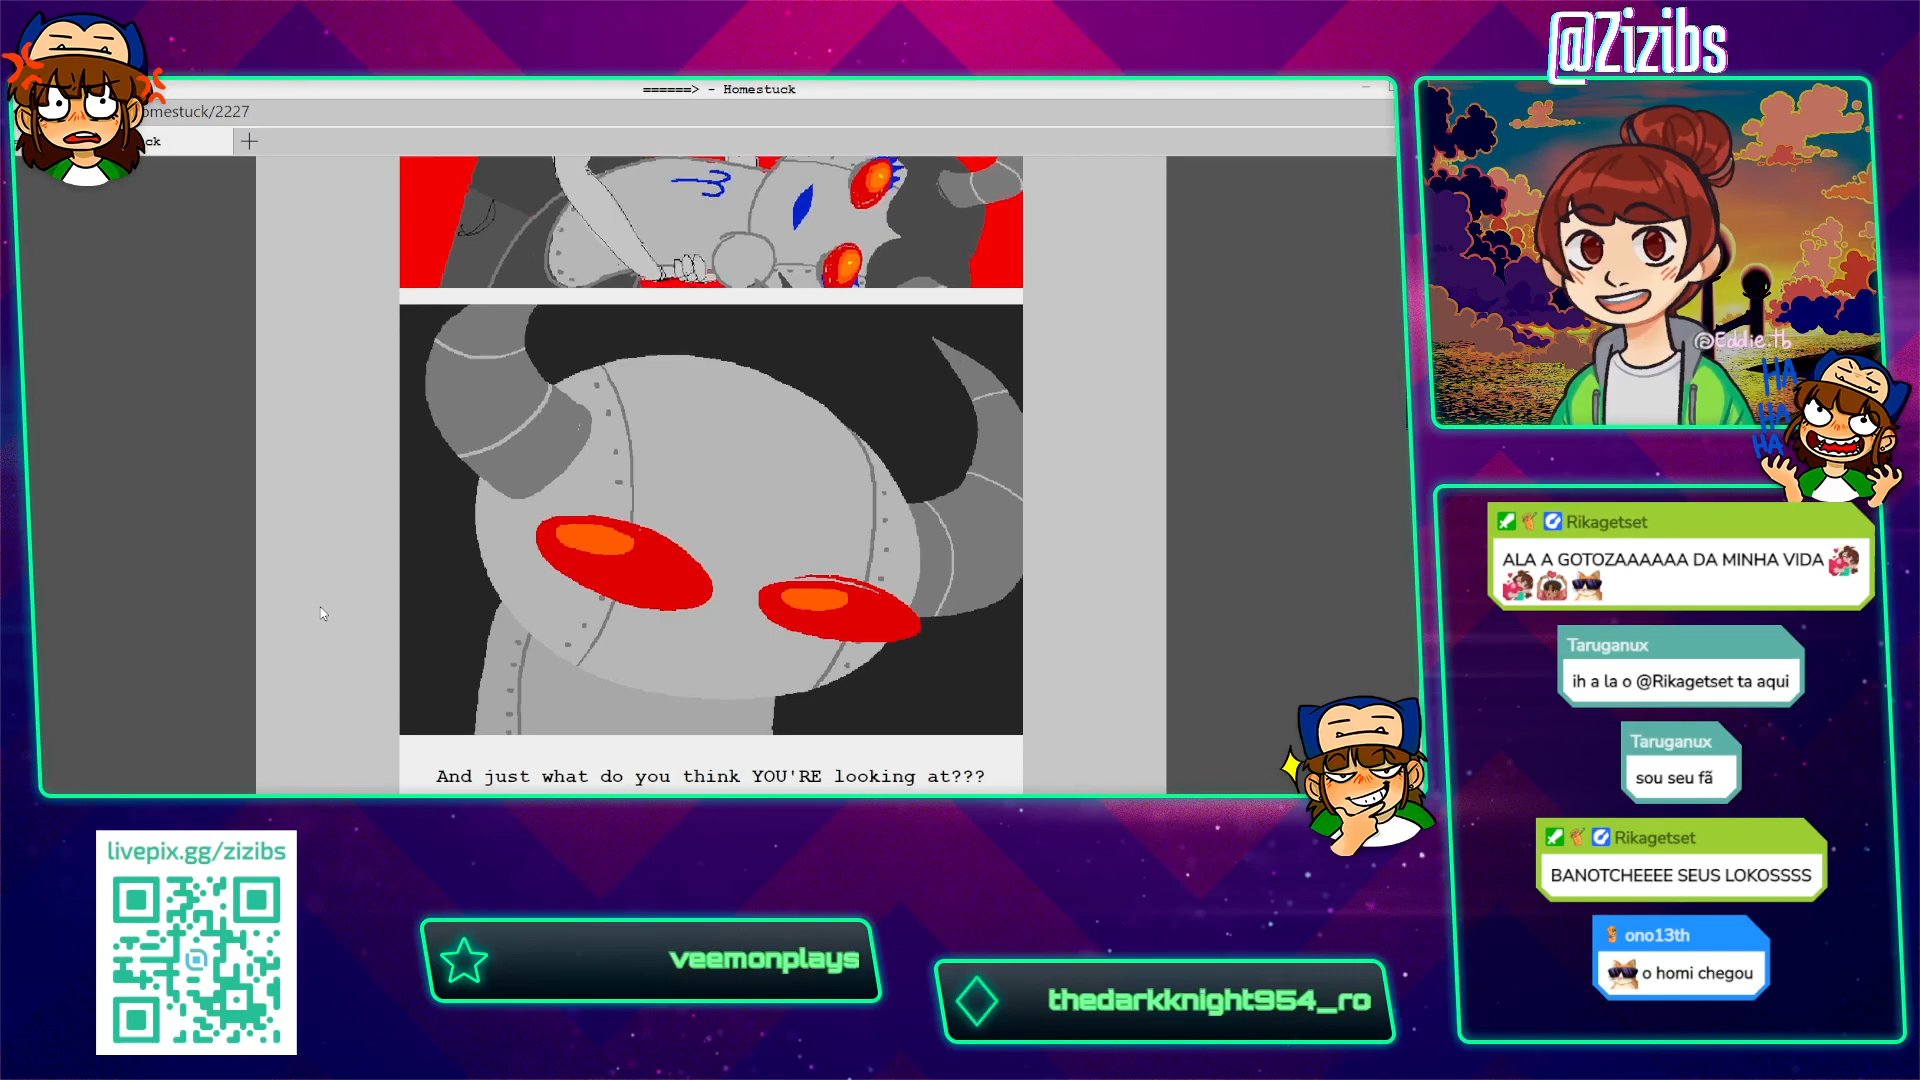 @Zizibs
======> - Homestuck
omestuck/2227
ck
And just what do you think YOU'RE looking at???
@Eddie.tb
HA
HA
HA
Rikagetset
ALA A GOTOZAAAAAA DA MINHA VIDA
Taruganux
ih a la o @Rikagetset ta aqui
Taruganux
sou seu fã
Rikagetset
BANOTCHEEEE SEUS LOKOSSSS
ono13th
o homi chegou
livepix.gg/zizibs
veemonplays
thedarkknight954_ro